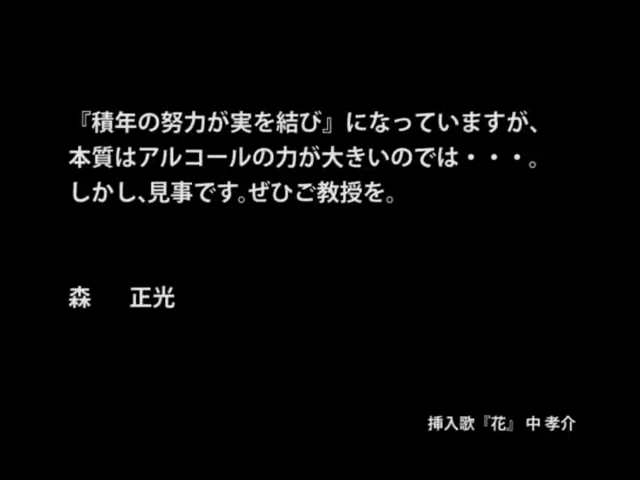 『積年の努力が実を結び』になっていますが、
本質はアルコールの力が大きいのでは・・・。
しかし、見事です。ぜひご教授を。
森　正光
挿入歌『花』 中 孝介